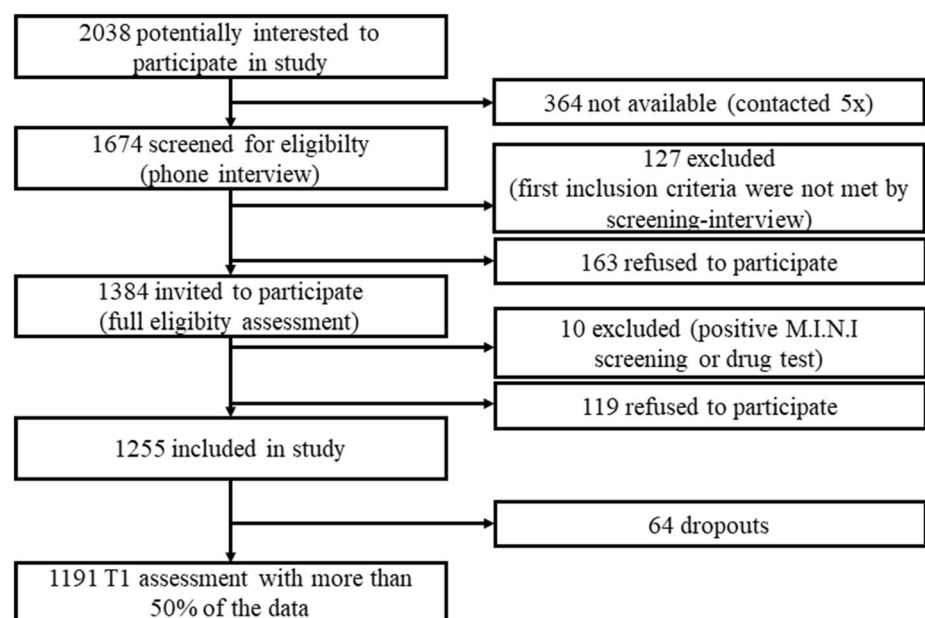 2038 potentially interested to
participate in study
364 not available (contacted 5x)
1674 screened for eligibilty
(phone interview)
127 excluded
(first inclusion criteria were not met by
screening-interview)
163 refused to participate
1384 invited to participate
(full eligibity assessment)
10 excluded (positive M.I.N.I
screening or drug test)
119 refused to participate
1255 included in study
64 dropouts
1191 T1 assessment with more than
50% of the data